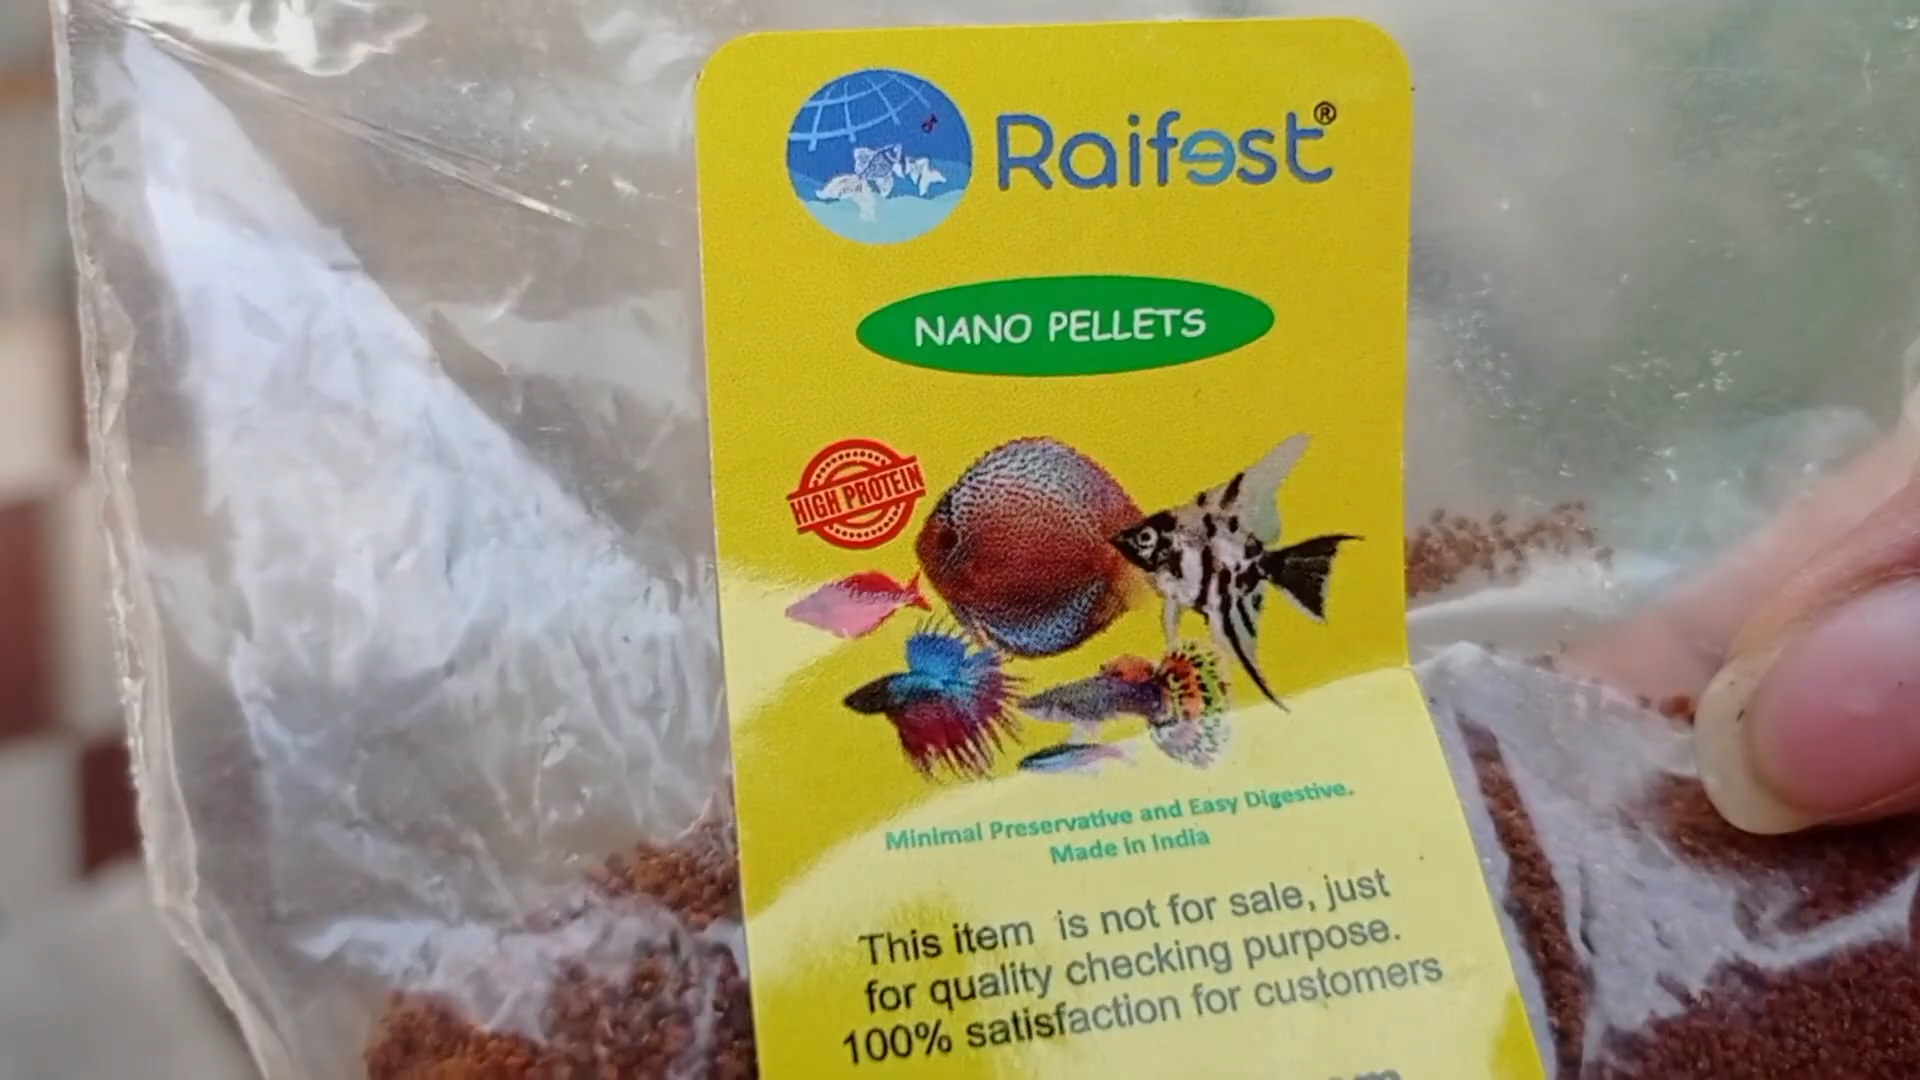 Raifest®
NANO PELLETS
HIGH PROTEIN
Minimal Preservative and Easy Digestive.
Made in India
This item is not for sale, just
for quality checking purpose.
100% satisfaction for customers